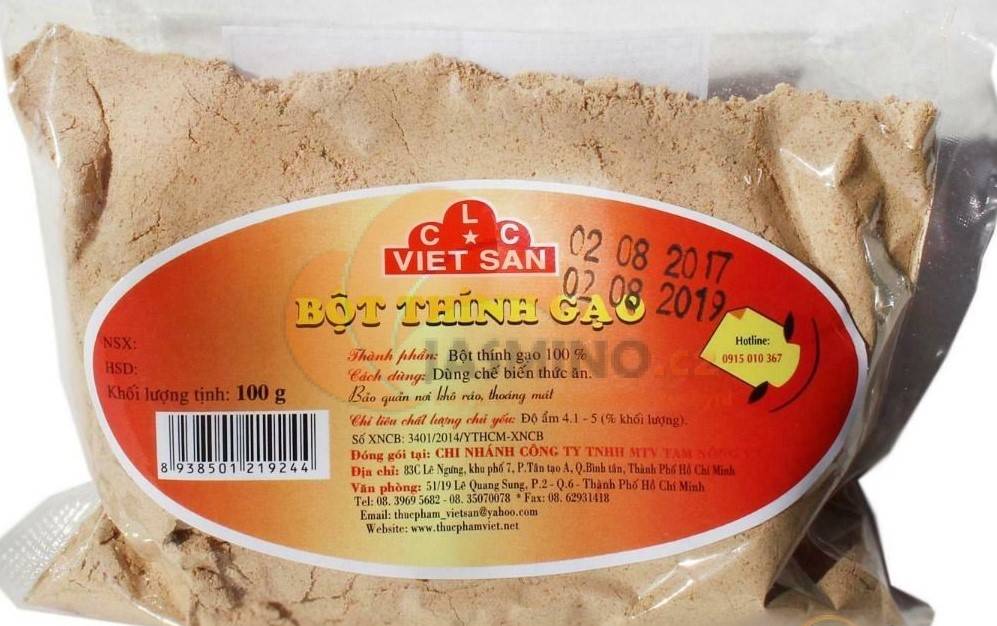 L
C ★ C
VIET SAN
02 08 2017
02 08 2019
BỘT THÍNH GẠO
Hotline:
0915 010 367
NSX:
HSD:
Khối lượng tịnh: 100 g
8 938501 219244
Thành phần: Bột thính gạo 100 %
Cách dùng: Dùng chế biến thức ăn.
Bảo quản nơi khô ráo, thoáng mát
Chỉ tiêu chất lượng chủ yếu: Độ ẩm 4.1 - 5 (% khối lượng).
Số XNCB: 3401/2014/YTHCM-XNCB
Đóng gói tại: CHI NHÁNH CÔNG TY TNHH MTV TAM
Địa chỉ: 83C Lê Ngưng, khu phố 7, P.Tân tạo A, Q.Bình tân, Thành Phố Hồ Chí Minh
Văn phòng: 51/19 Lê Quang Sung, P.2 - Q.6 - Thành Phố Hồ Chí Minh
Tel: 08. 3969 5682 - 08. 35070078 * Fax: 08. 62931418
Email: thucpham_vietsan@yahoo.com
Website: www.thucphamviet.net
JASMINO.cz